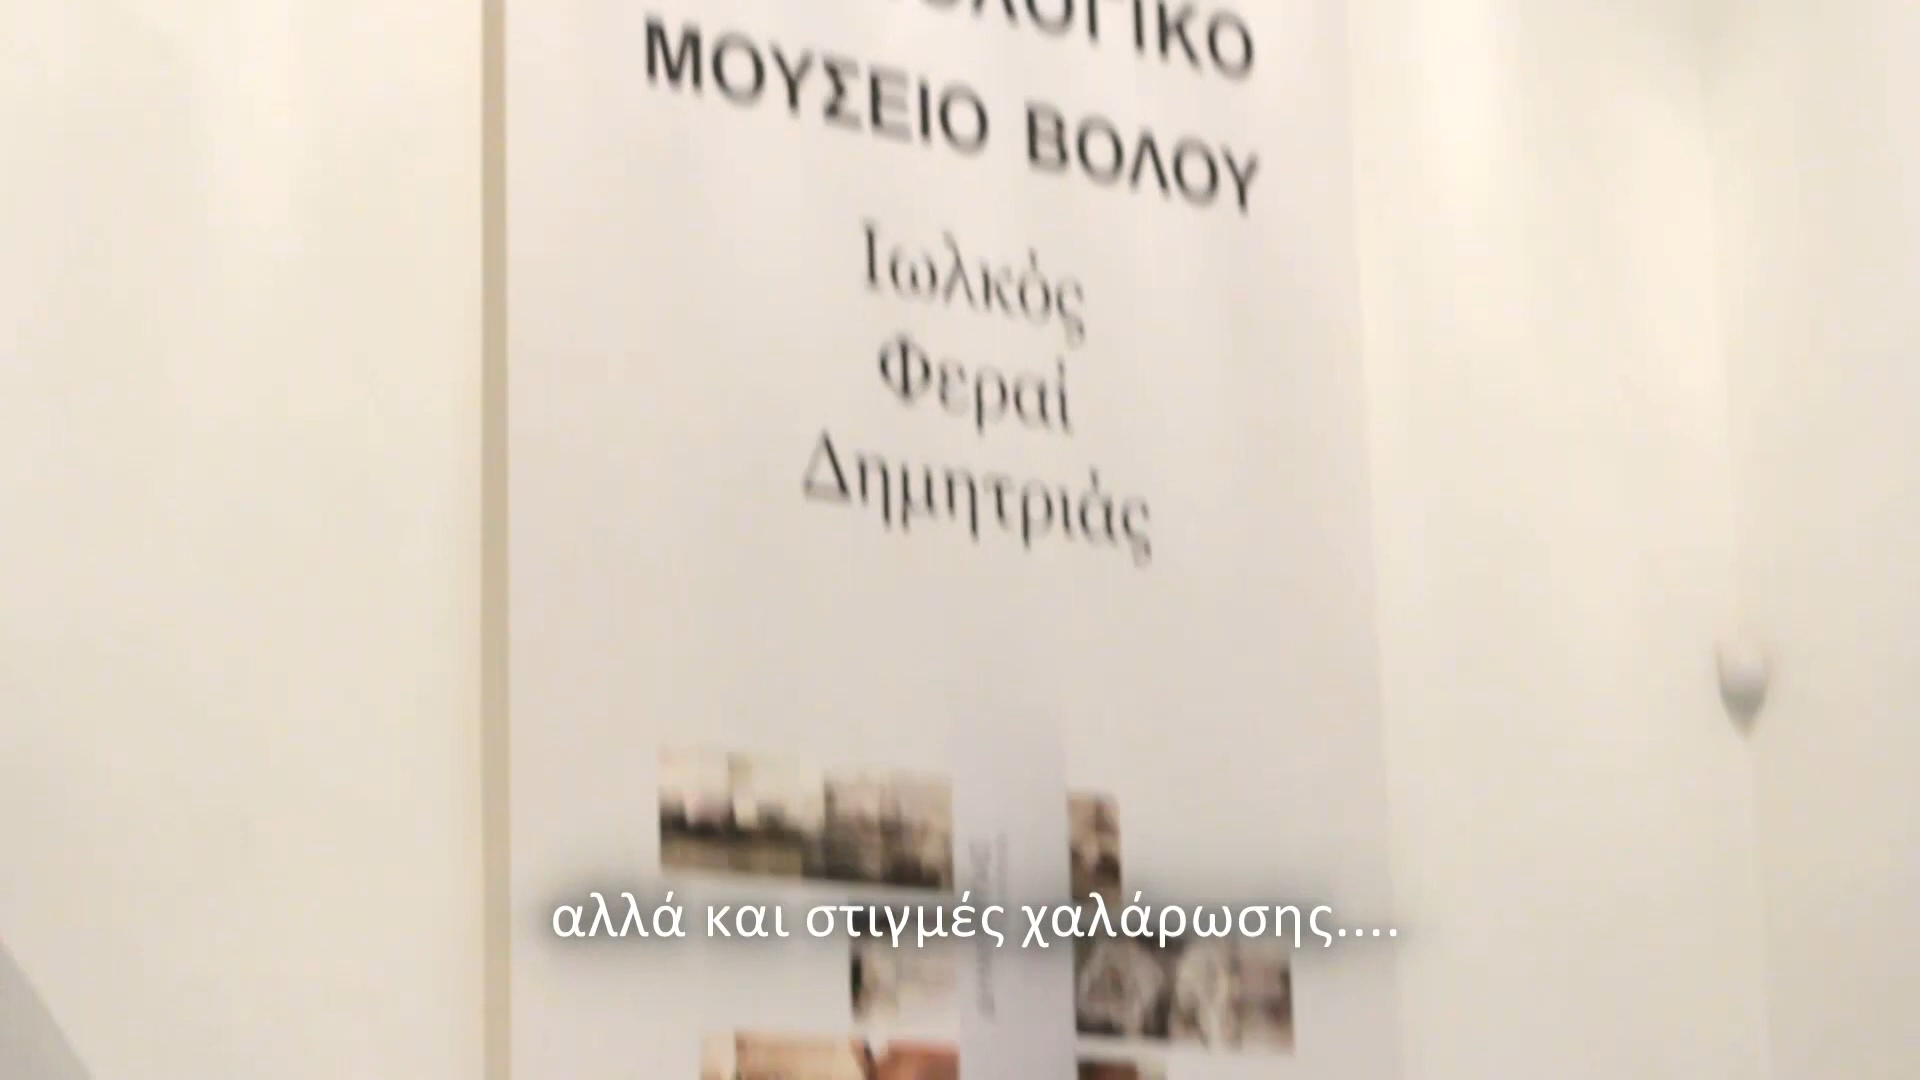 ΜΟΥΣΕΙΟ ΒΟΛΟΥ
Ιωλκός
Φεραί
Δημητριάς
αλλά και στιγμές χαλάρωσης....